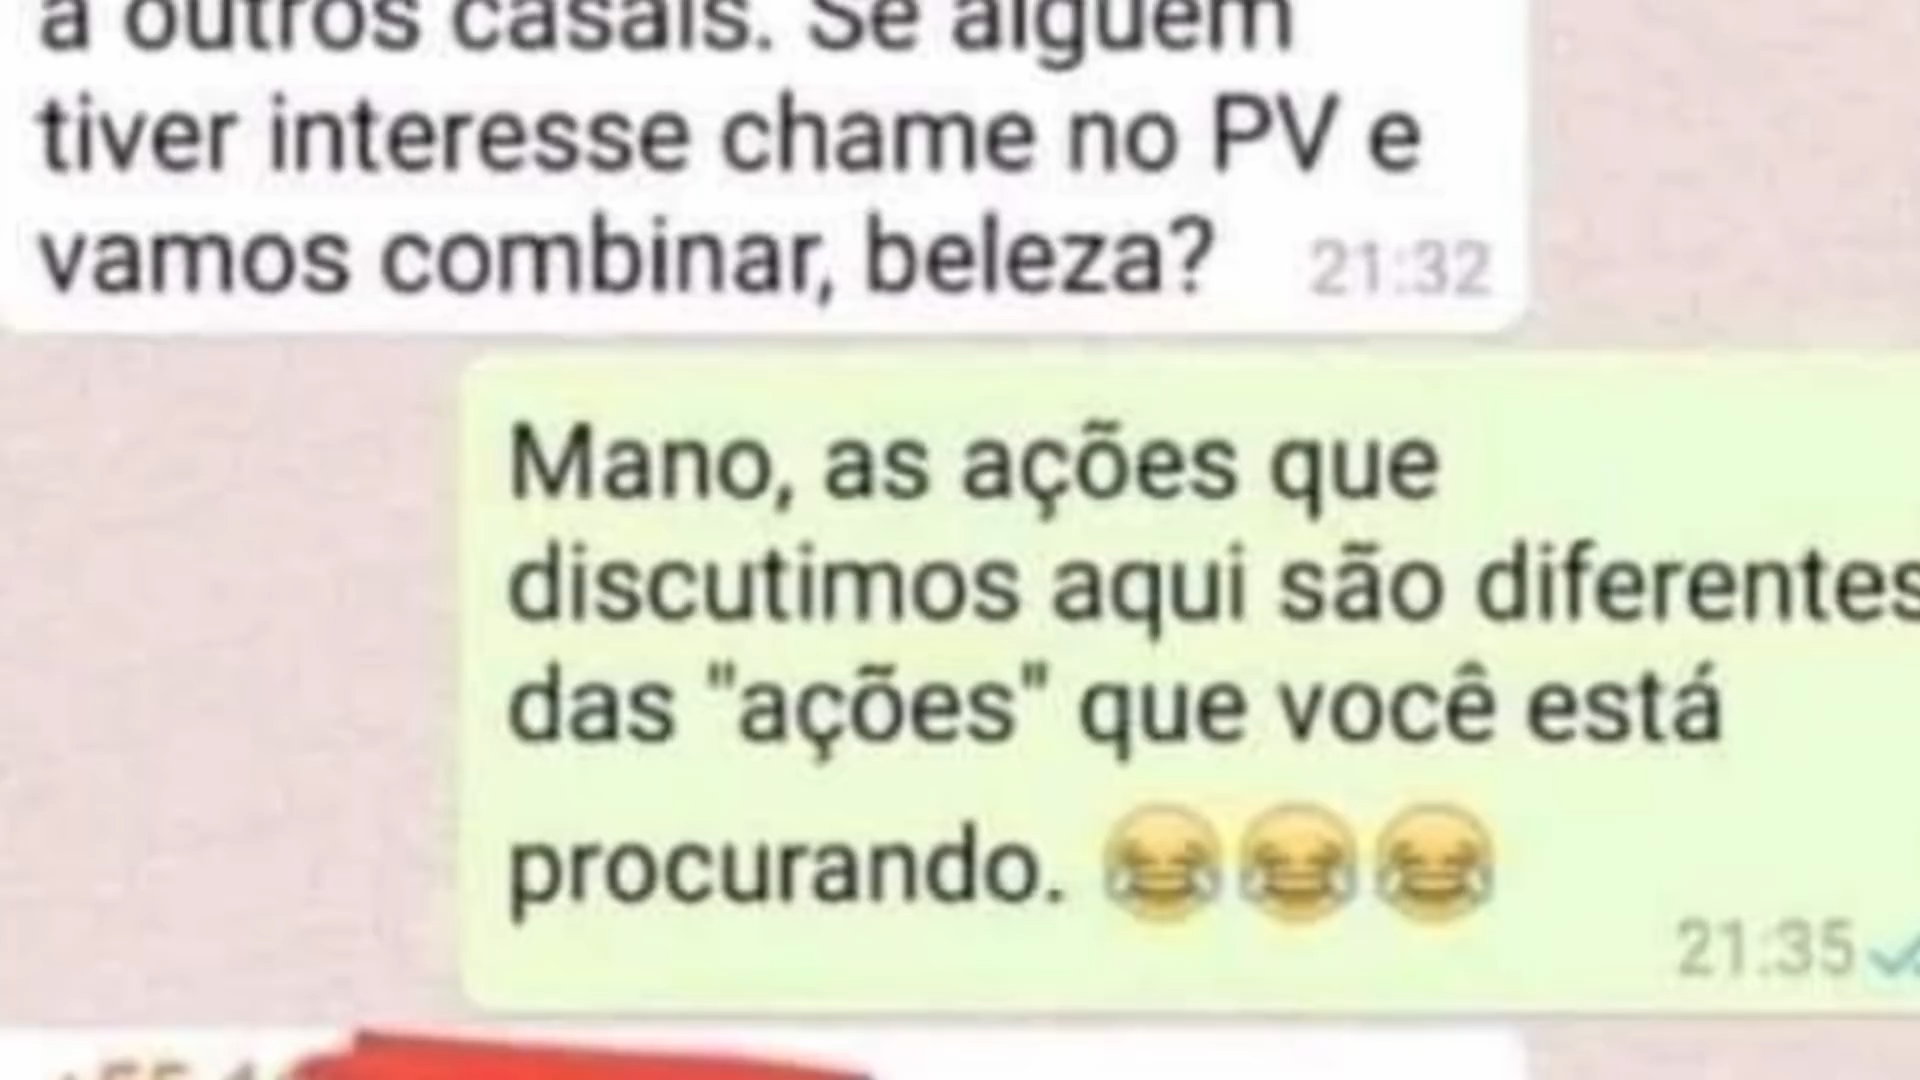 a outros casais. Se alguém
tiver interesse chame no PV e
vamos combinar, beleza?
21:32
Mano, as ações que
discutimos aqui são diferentes
das "ações" que você está
procurando. 😂😂😂
21:35